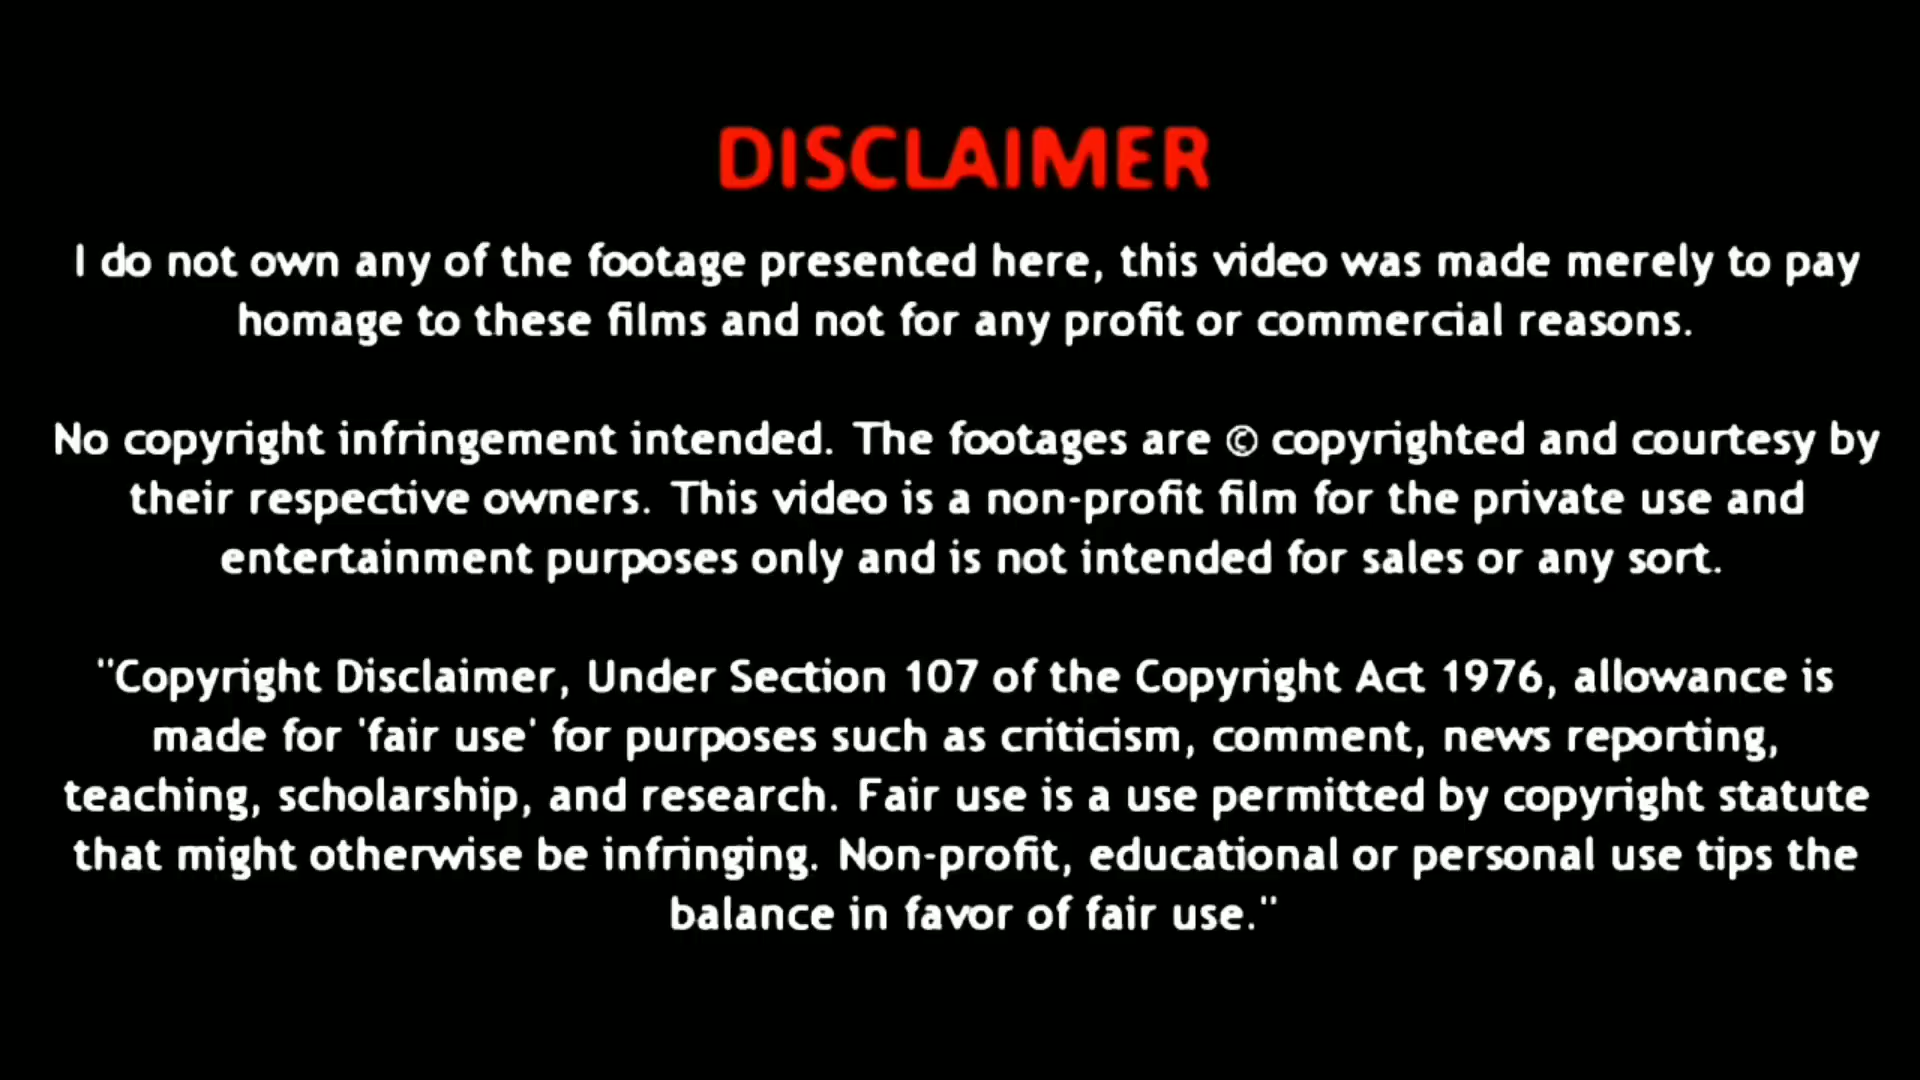 DISCLAIMER
I do not own any of the footage presented here, this video was made merely to pay
homage to these films and not for any profit or commercial reasons.
No copyright infringement intended. The footages are © copyrighted and courtesy by
their respective owners. This video is a non-profit film for the private use and
entertainment purposes only and is not intended for sales or any sort.
"Copyright Disclaimer, Under Section 107 of the Copyright Act 1976, allowance is
made for 'fair use' for purposes such as criticism, comment, news reporting,
teaching, scholarship, and research. Fair use is a use permitted by copyright statute
that might otherwise be infringing. Non-profit, educational or personal use tips the
balance in favor of fair use."